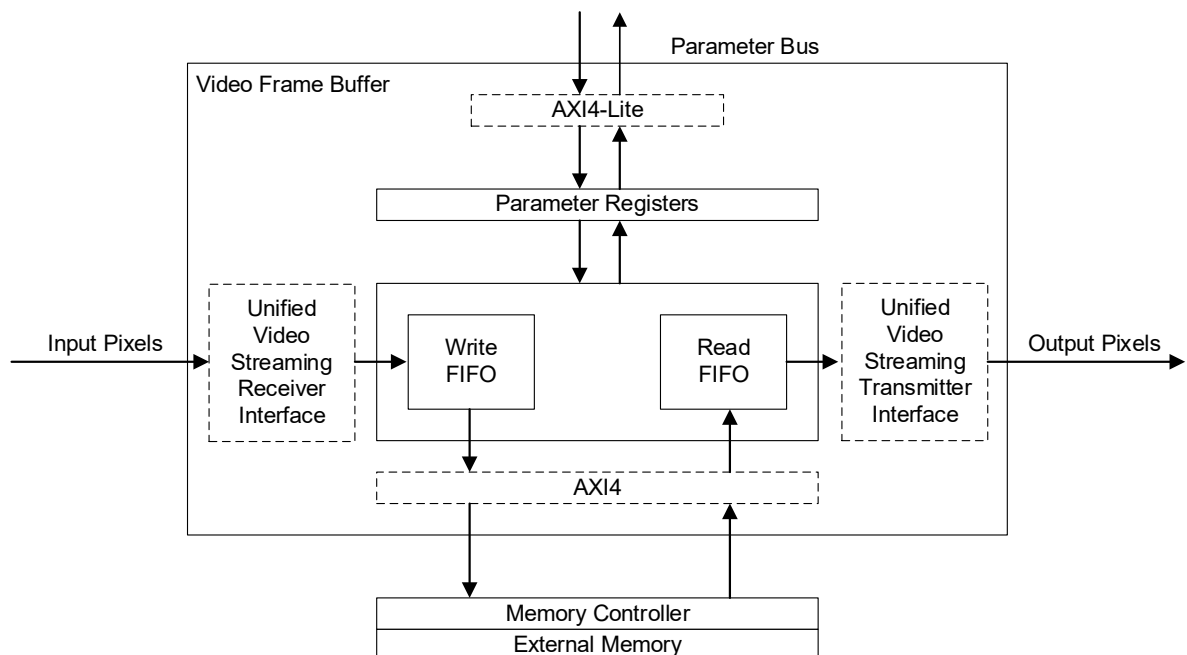 Parameter Bus
Video Frame Buffer
AXI4-Lite
Parameter Registers
Input Pixels
Unified
Video
Streaming
Receiver
Interface
Write
FIFO
Read
FIFO
Unified
Video
Streaming
Transmitter
Interface
Output Pixels
AXI4
Memory Controller
External Memory